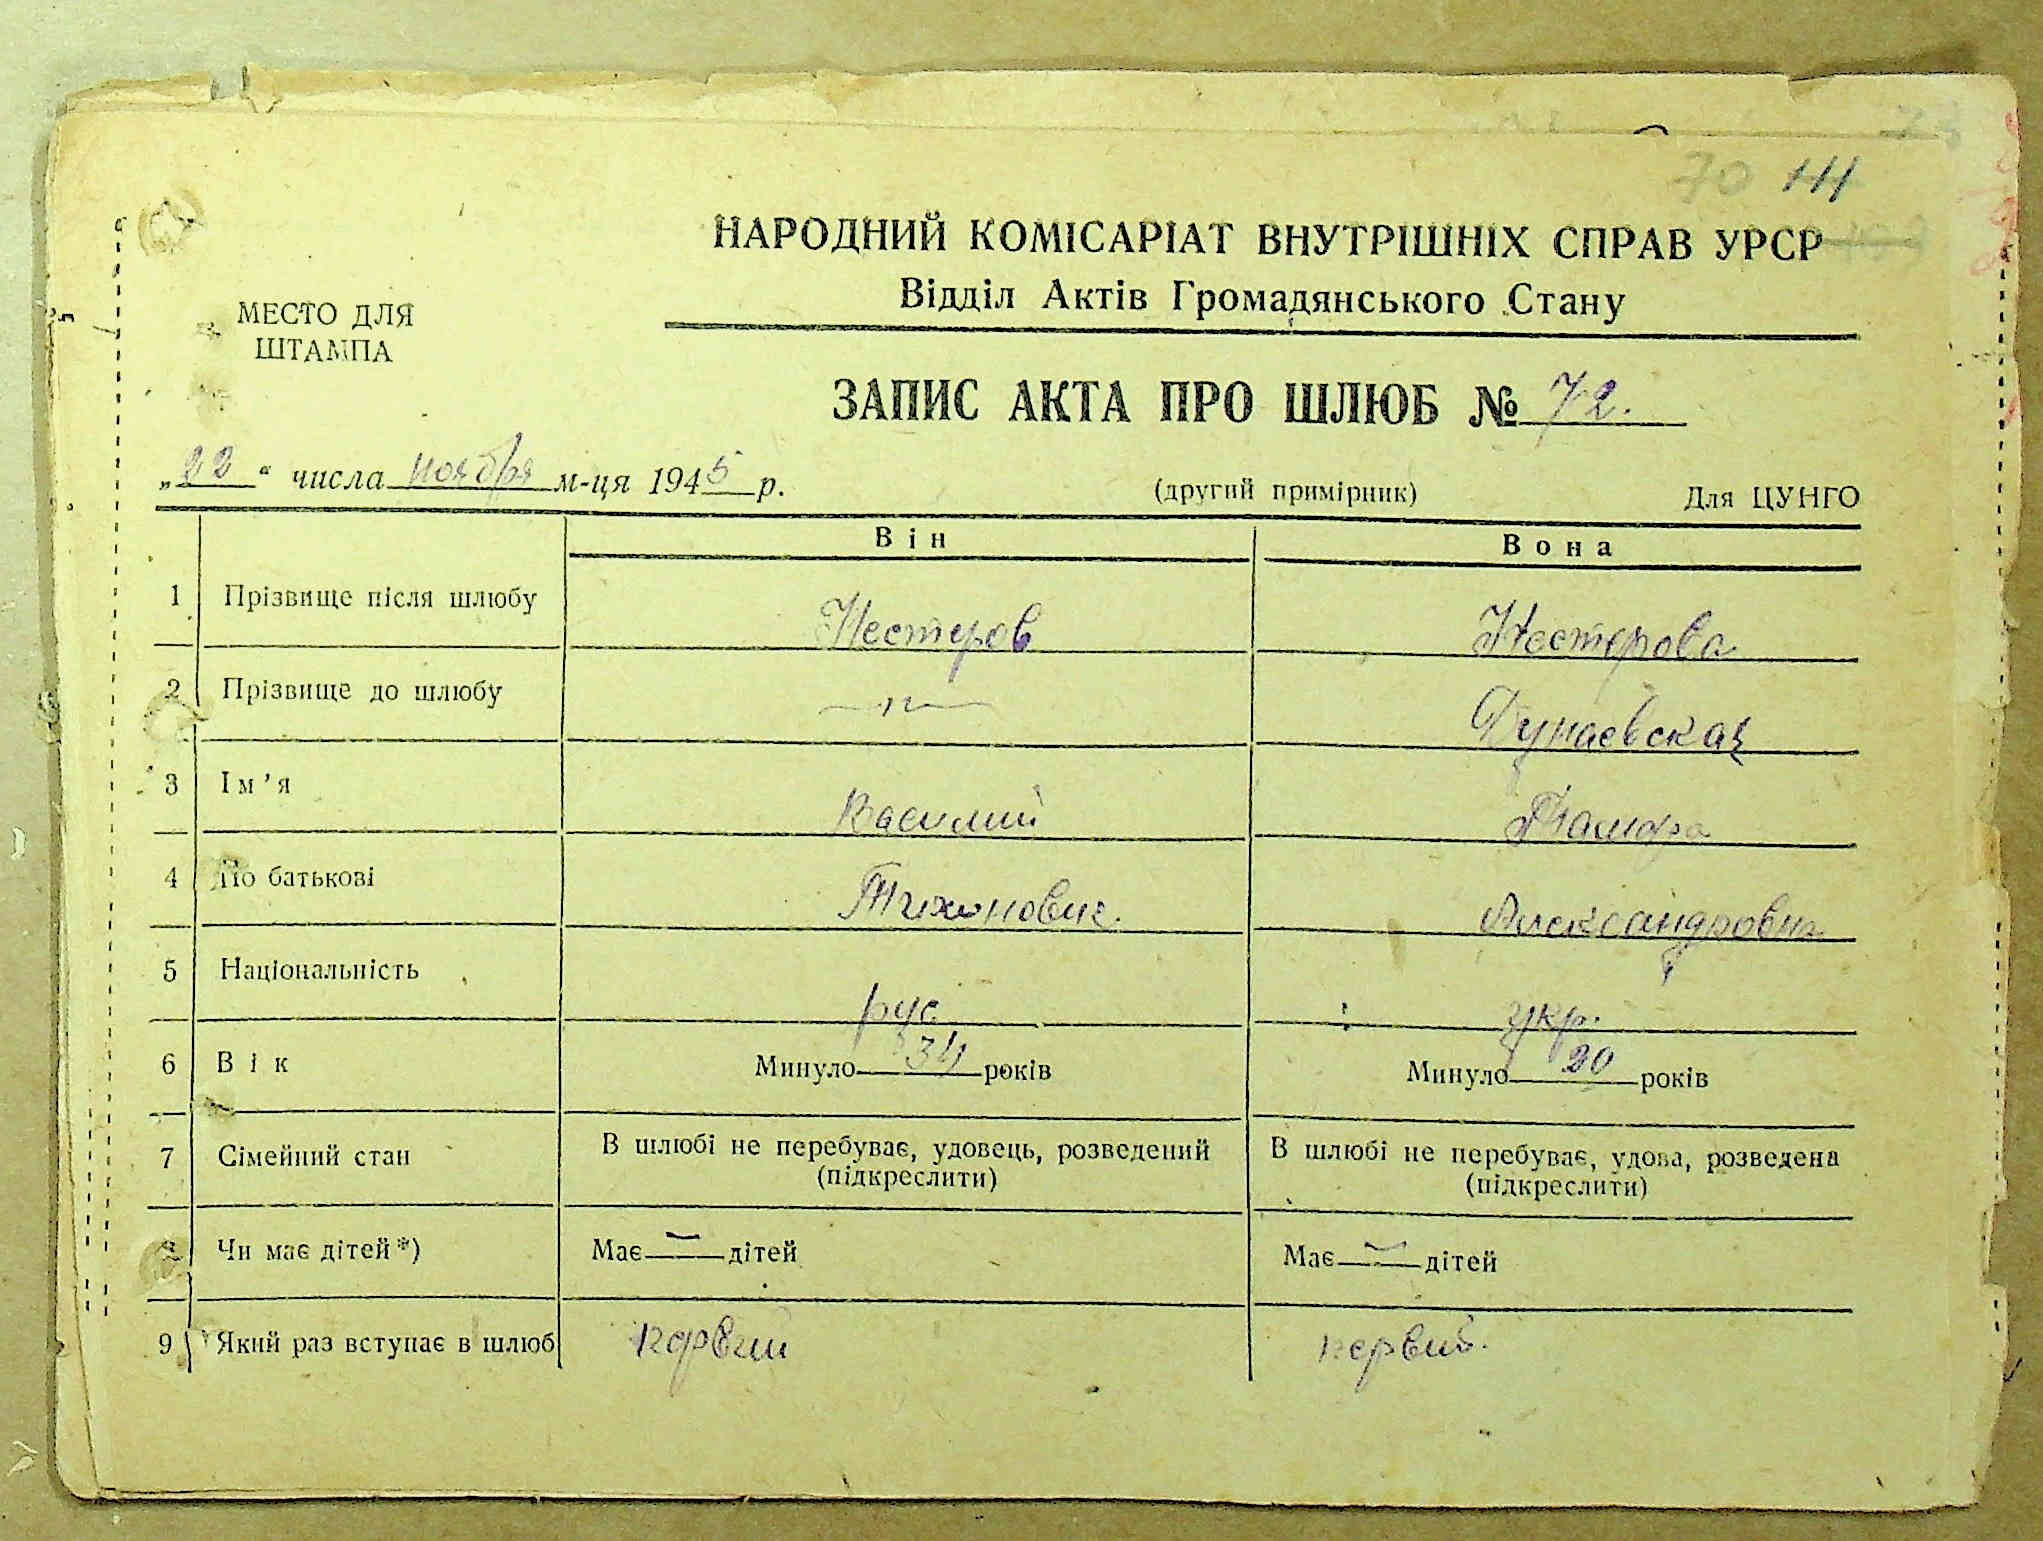 70 111
НАРОДНИЙ КОМІСАРІАТ ВНУТРІШНІХ СПРАВ УРСР
Відділ Актів Громадянського Стану
МЕСТО ДЛЯ
ШТАМПА
ЗАПИС АКТА ПРО ШЛЮБ № 72.
„22“ числа ноября м-ця 1945 р.
(другий примірник) Для ЦУНГО
Він Вона
1 Прізвище після шлюбу Нестеров Нестерова
2 Прізвище до шлюбу —"— Дунаевская
3 Ім'я Василий Тамара
4 По батькові Тихонович. Александровна
5 Національність рус укр.
6 Вік Минуло 34 років Минуло 20 років
7 Сімейний стан В шлюбі не перебуває, удовець, розведений В шлюбі не перебуває, удова, розведена
(підкреслити) (підкреслити)
8 Чи має дітей*) Має — дітей Має — дітей
9 Який раз вступає в шлюб первий первий.